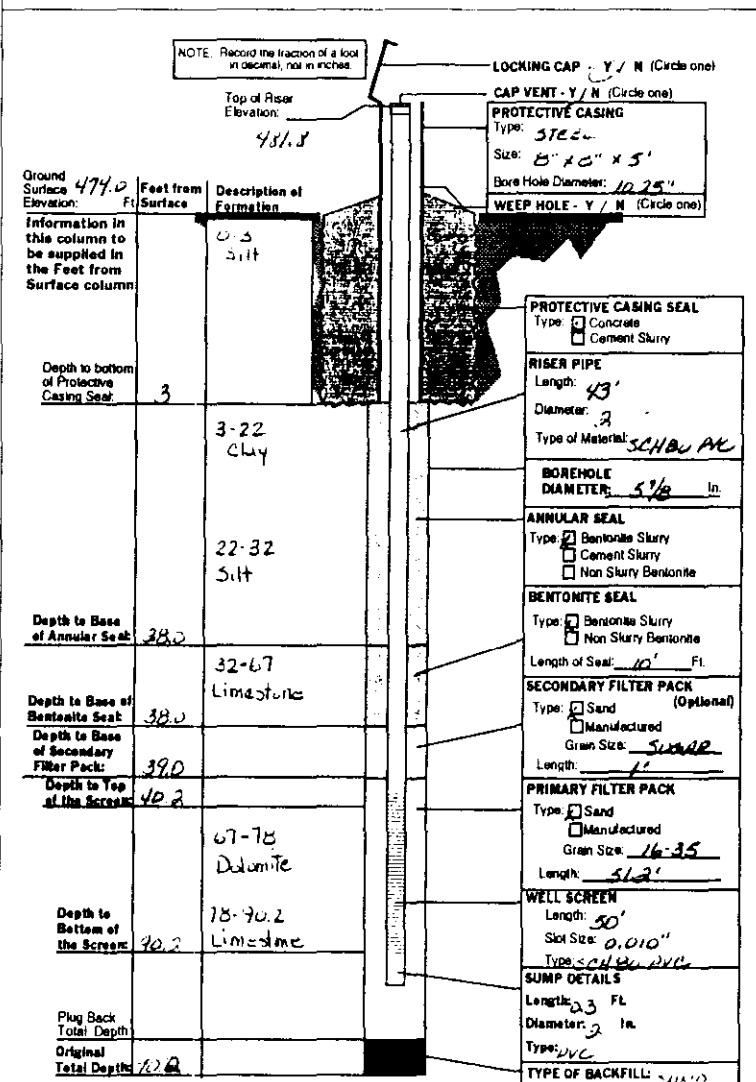 NOTE: Record the fraction of a foot
in decimal, not in inches.
LOCKING CAP - Y / N (Circle one)
CAP VENT - Y / N (Circle one)
Top of Riser
Elevation:
481.8
PROTECTIVE CASING
Type: STEEL
Size: 8" x 8" x 5'
Bore Hole Diameter: 10.25"
WEEP HOLE - Y / N (Circle one)
Ground
Surface 474.0
Elevation: Ft
Feet from
Surface
Description of
Formation
Information in
this column to
be supplied in
the Feet from
Surface column
0-3
Silt
PROTECTIVE CASING SEAL
Type: Concrete
Cement Slurry
Depth to bottom
of Protective
Casing Seal: 3
RISER PIPE
Length: 43'
Diameter: 2
Type of Material: SCH80 PVC
3-22
Clay
BOREHOLE
DIAMETER: 5 7/8 In.
22-32
Silt
ANNULAR SEAL
Type: Bentonite Slurry
Cement Slurry
Non Slurry Bentonite
Depth to Base
of Annular Seal: 38.0
BENTONITE SEAL
Type: Bentonite Slurry
Non Slurry Bentonite
Length of Seal: 10' Ft.
32-67
Limestone
Depth to Base of
Bentonite Seal: 38.0
SECONDARY FILTER PACK
(Optional)
Type: Sand
Manufactured
Grain Size: SUGAR
Length: 1'
Depth to Base
of Secondary
Filter Pack: 39.0
Depth to Top
of the Screen: 40.2
PRIMARY FILTER PACK
Type: Sand
Manufactured
Grain Size: 16-35
Length: 51.2'
67-78
Dolomite
Depth to
Bottom of
the Screen: 90.2
78-90.2
Limestone
WELL SCREEN
Length: 50'
Slot Size: 0.010"
Type: SCH 80 PVC
SUMP DETAILS
Length: Ft.
Diameter: 2 In.
Type: PVC
Plug Back
Total Depth
Original
Total Depth:
TYPE OF BACKFILL: